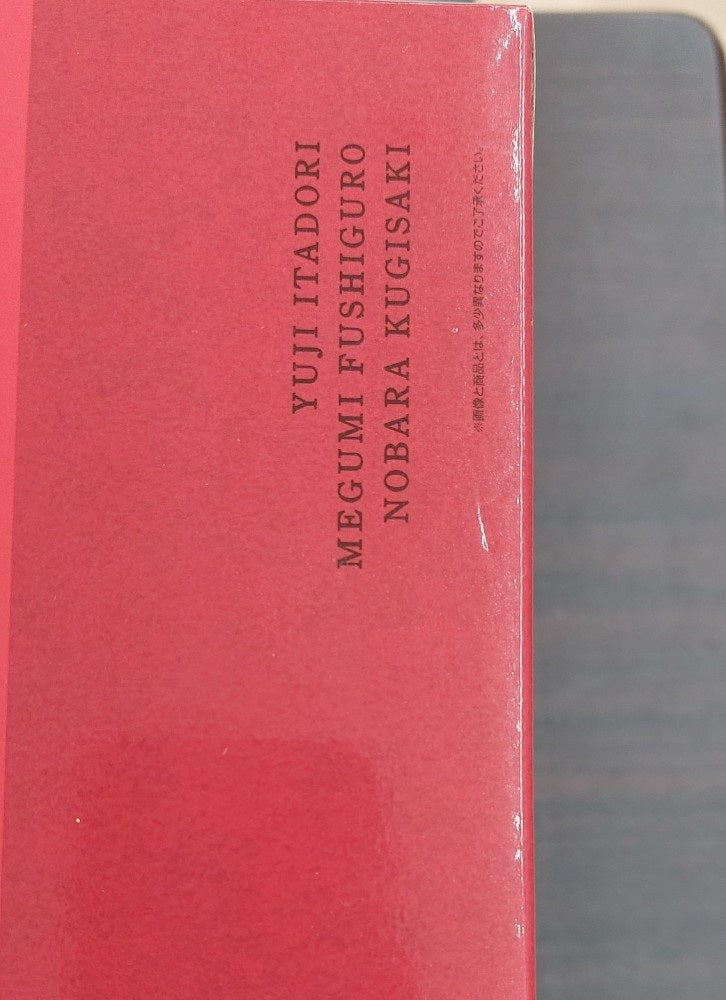 YUJI ITADORI
MEGUMI FUSHIGURO
NOBARA KUGISAKI
※画像と商品とは、多少異なりますのでご了承ください。